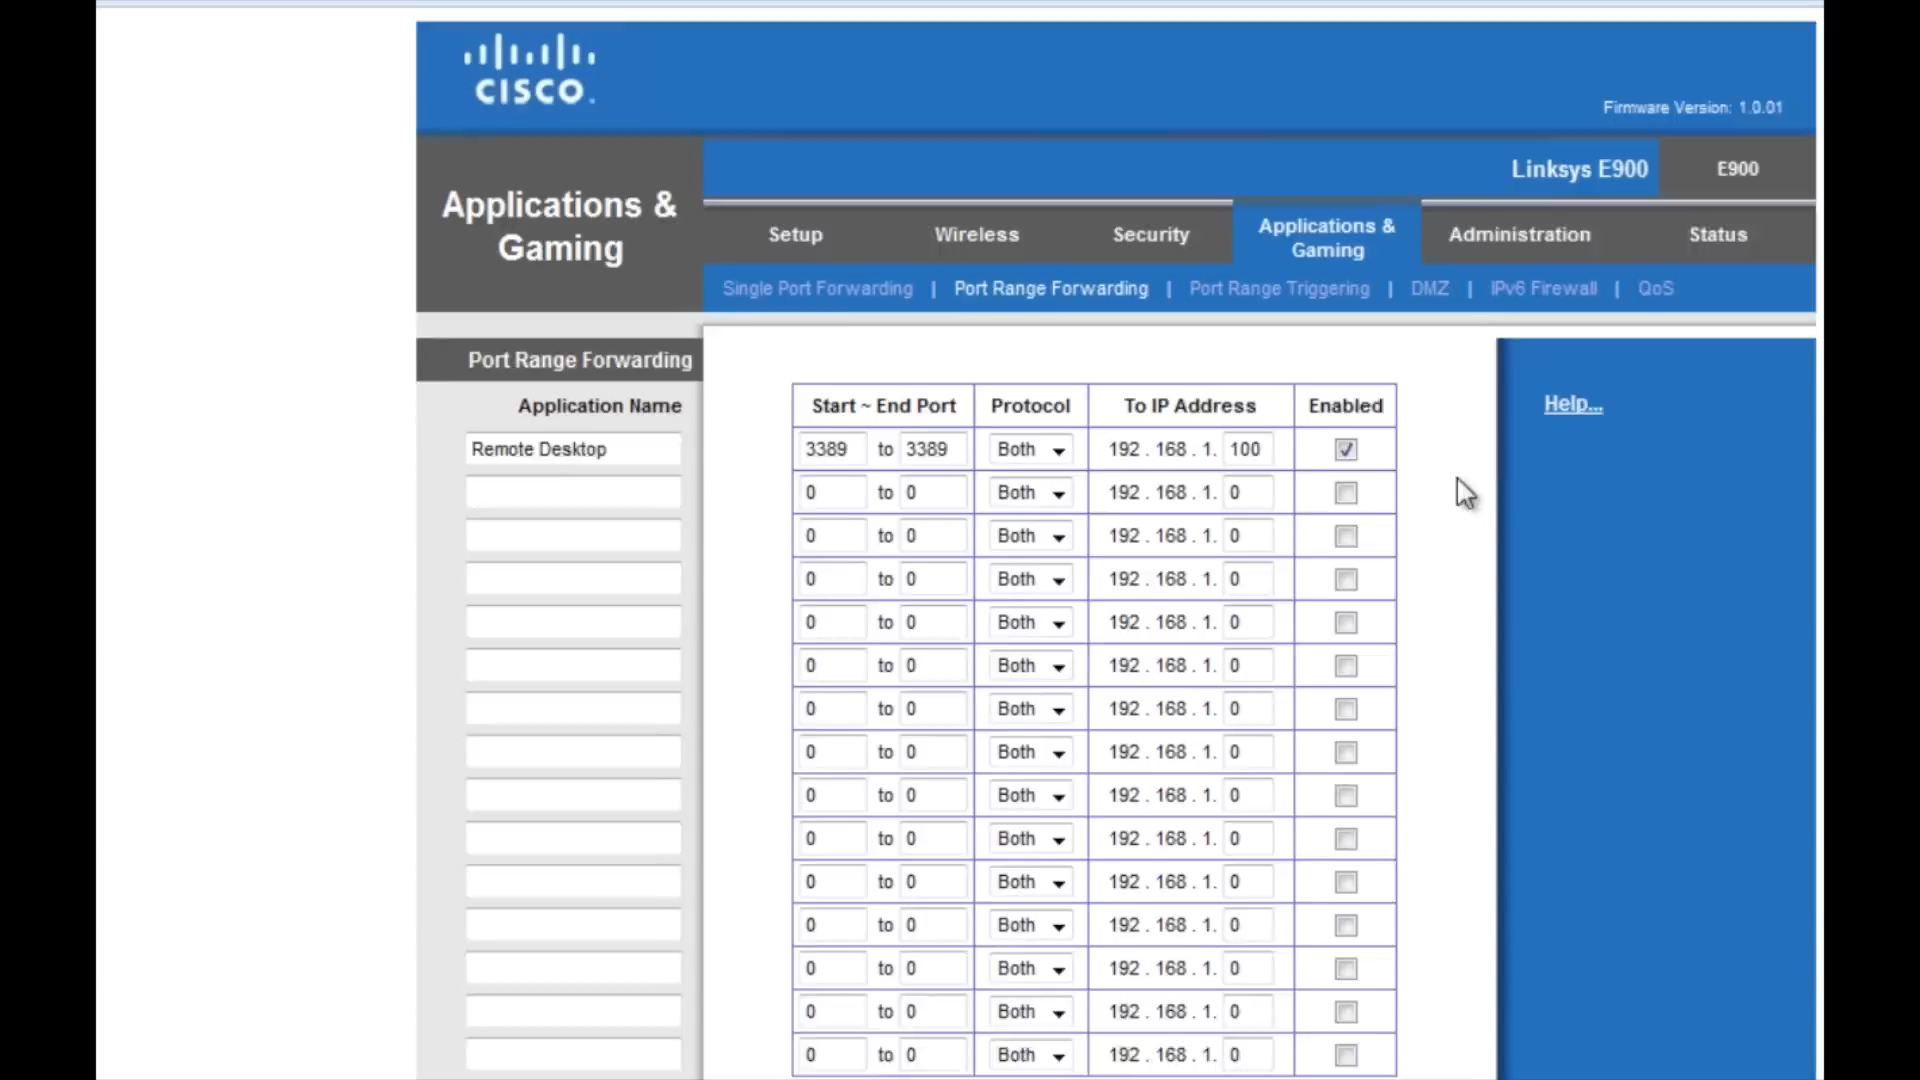 CISCO.
Firmware Version: 1.0.01
Linksys E900 E900
Applications &
Gaming
Setup Wireless Security Applications & Gaming Administration Status
Single Port Forwarding | Port Range Forwarding | Port Range Triggering | DMZ | IPv6 Firewall | QoS
Port Range Forwarding
Help...
Application Name Start ~ End Port Protocol To IP Address Enabled
Remote Desktop 3389 to 3389 Both 192 . 168 . 1. 100
0 to 0 Both 192 . 168 . 1. 0
0 to 0 Both 192 . 168 . 1. 0
0 to 0 Both 192 . 168 . 1. 0
0 to 0 Both 192 . 168 . 1. 0
0 to 0 Both 192 . 168 . 1. 0
0 to 0 Both 192 . 168 . 1. 0
0 to 0 Both 192 . 168 . 1. 0
0 to 0 Both 192 . 168 . 1. 0
0 to 0 Both 192 . 168 . 1. 0
0 to 0 Both 192 . 168 . 1. 0
0 to 0 Both 192 . 168 . 1. 0
0 to 0 Both 192 . 168 . 1. 0
0 to 0 Both 192 . 168 . 1. 0
0 to 0 Both 192 . 168 . 1. 0